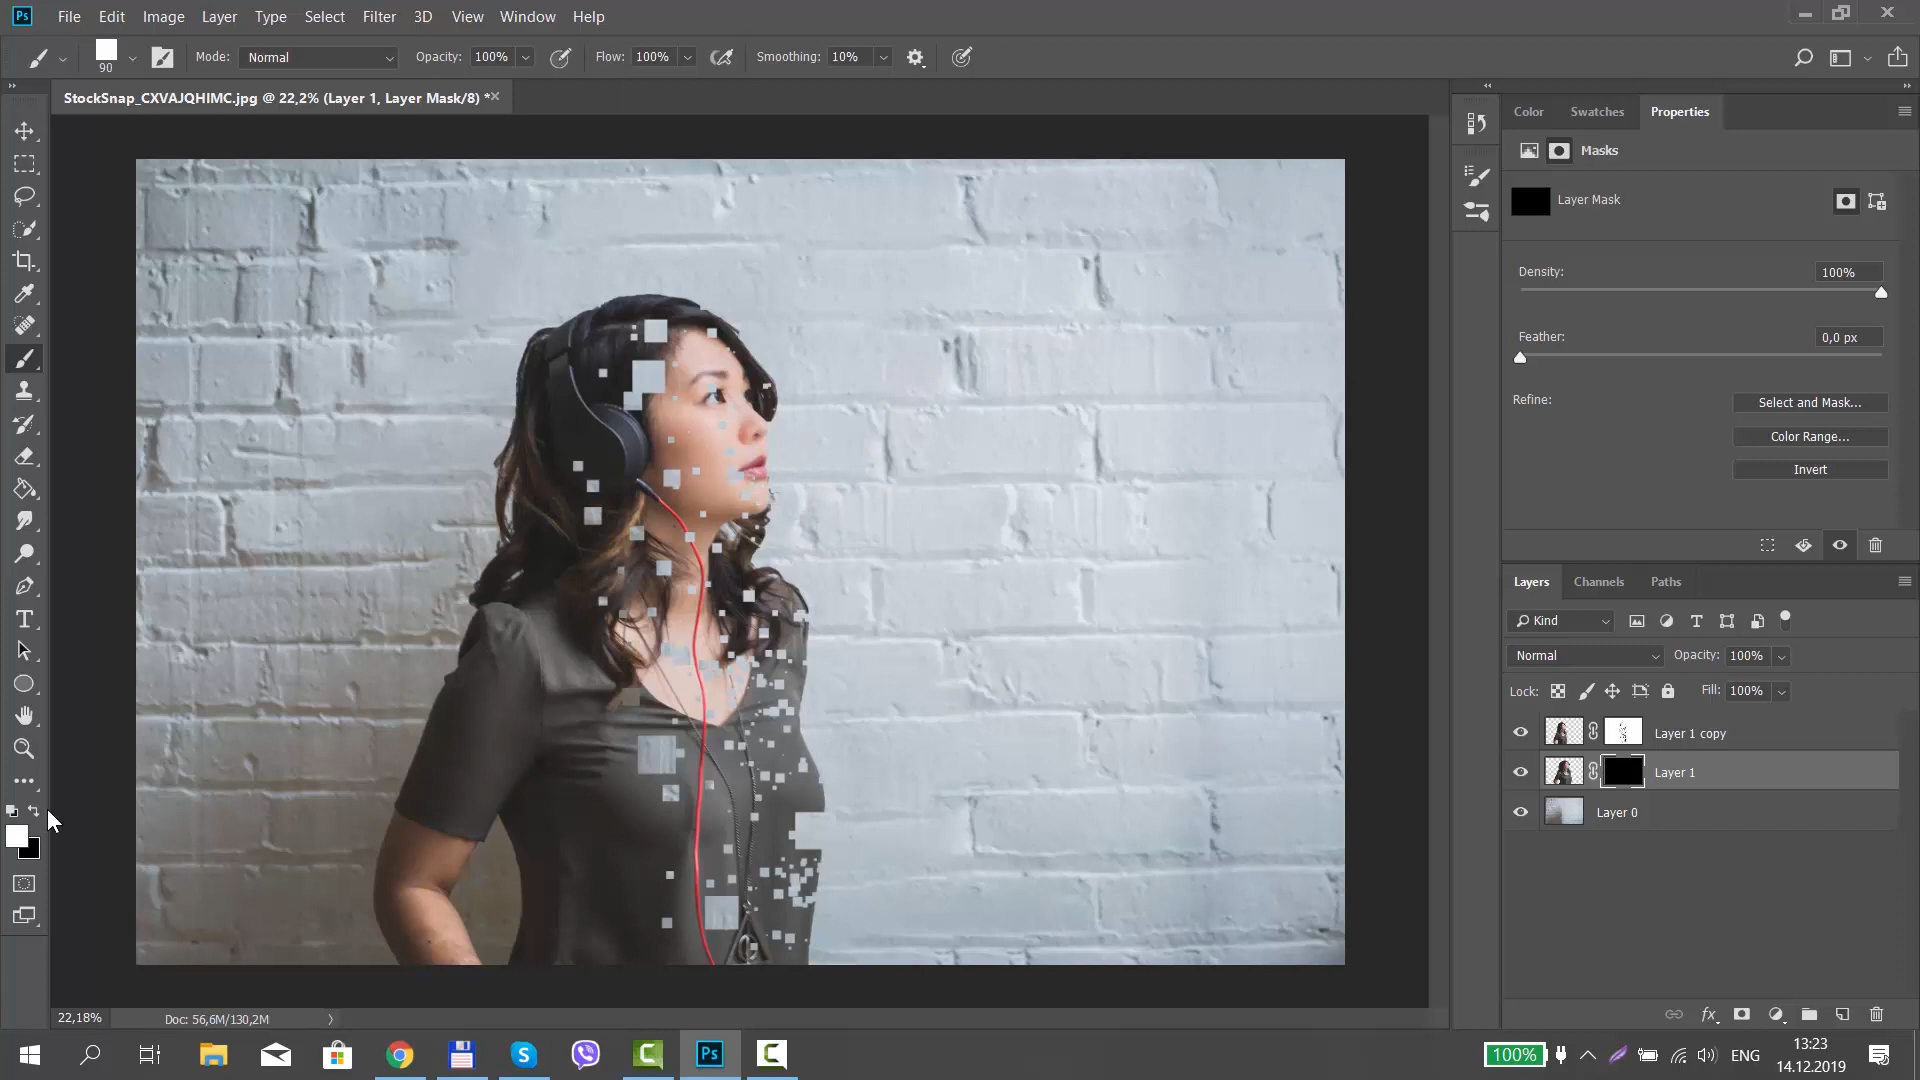 Ps File Edit Image Layer Type Select Filter 3D View Window Help
90 Mode: Normal Opacity: 100% Flow: 100% Smoothing: 10%
StockSnap_CXVAJQHIMC.jpg @ 22,2% (Layer 1, Layer Mask/8) *
Color Swatches Properties
Masks
Layer Mask
Density: 100%
Feather: 0,0 px
Refine: Select and Mask...
Color Range...
Invert
Layers Channels Paths
Kind
Normal Opacity: 100%
Lock: Fill: 100%
Layer 1 copy
Layer 1
Layer 0
22,18% Doc: 56,6M/130,2M
Ps 100% ENG 13:23
14.12.2019